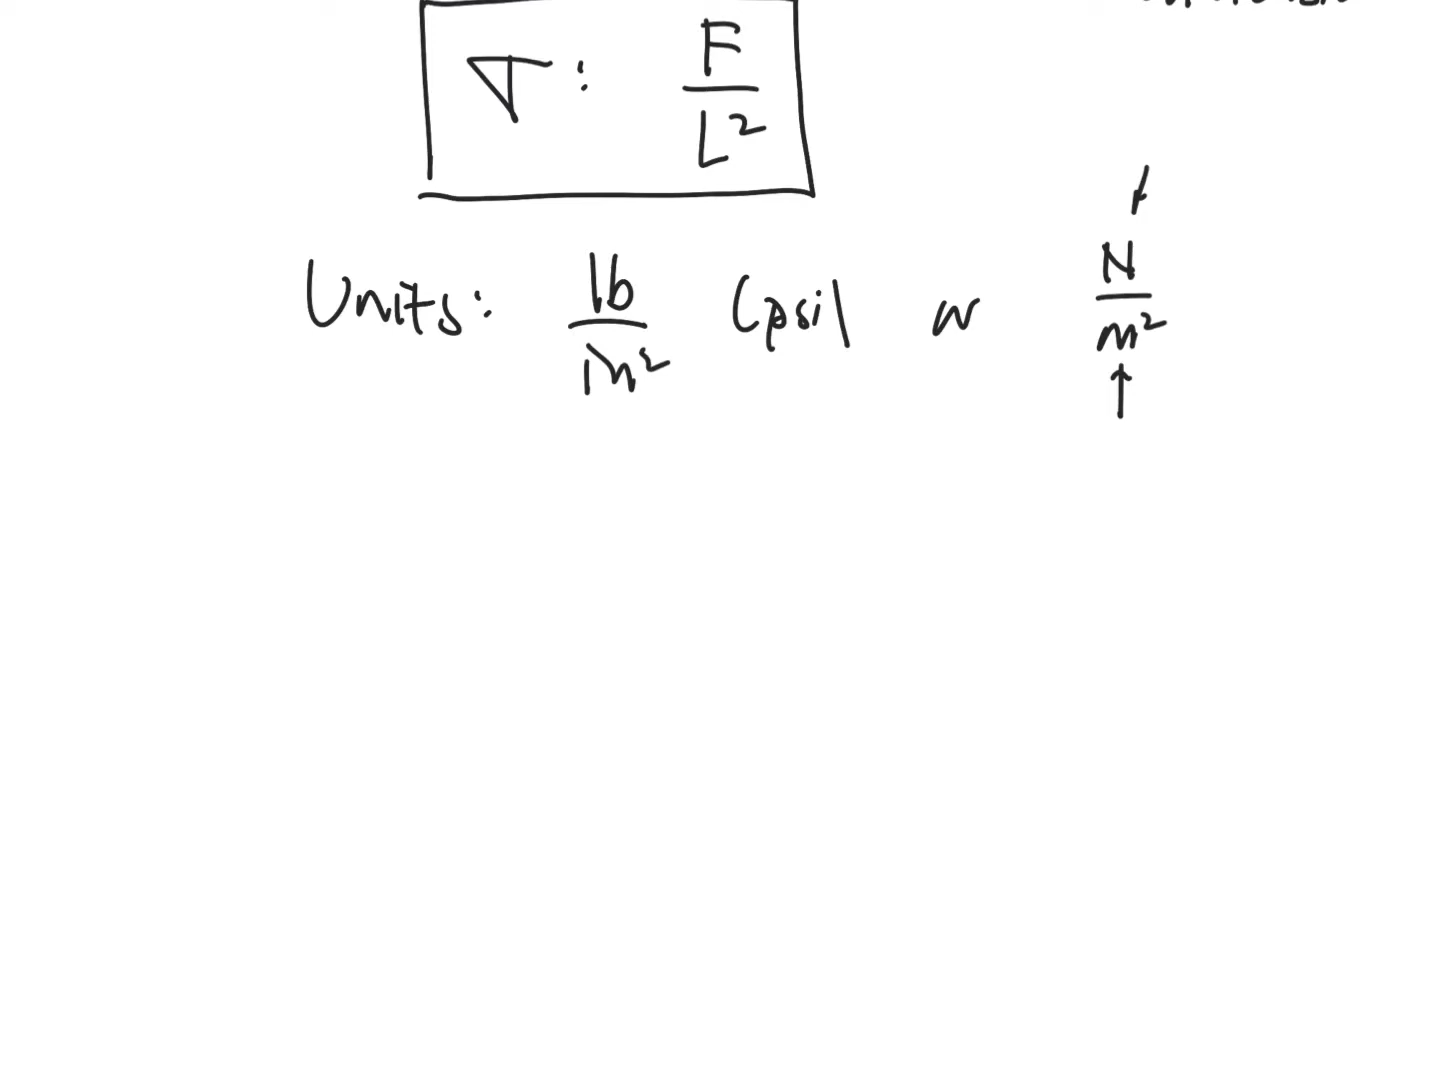 σ: F/L²
Units: lb/in² (psi) or N/m²